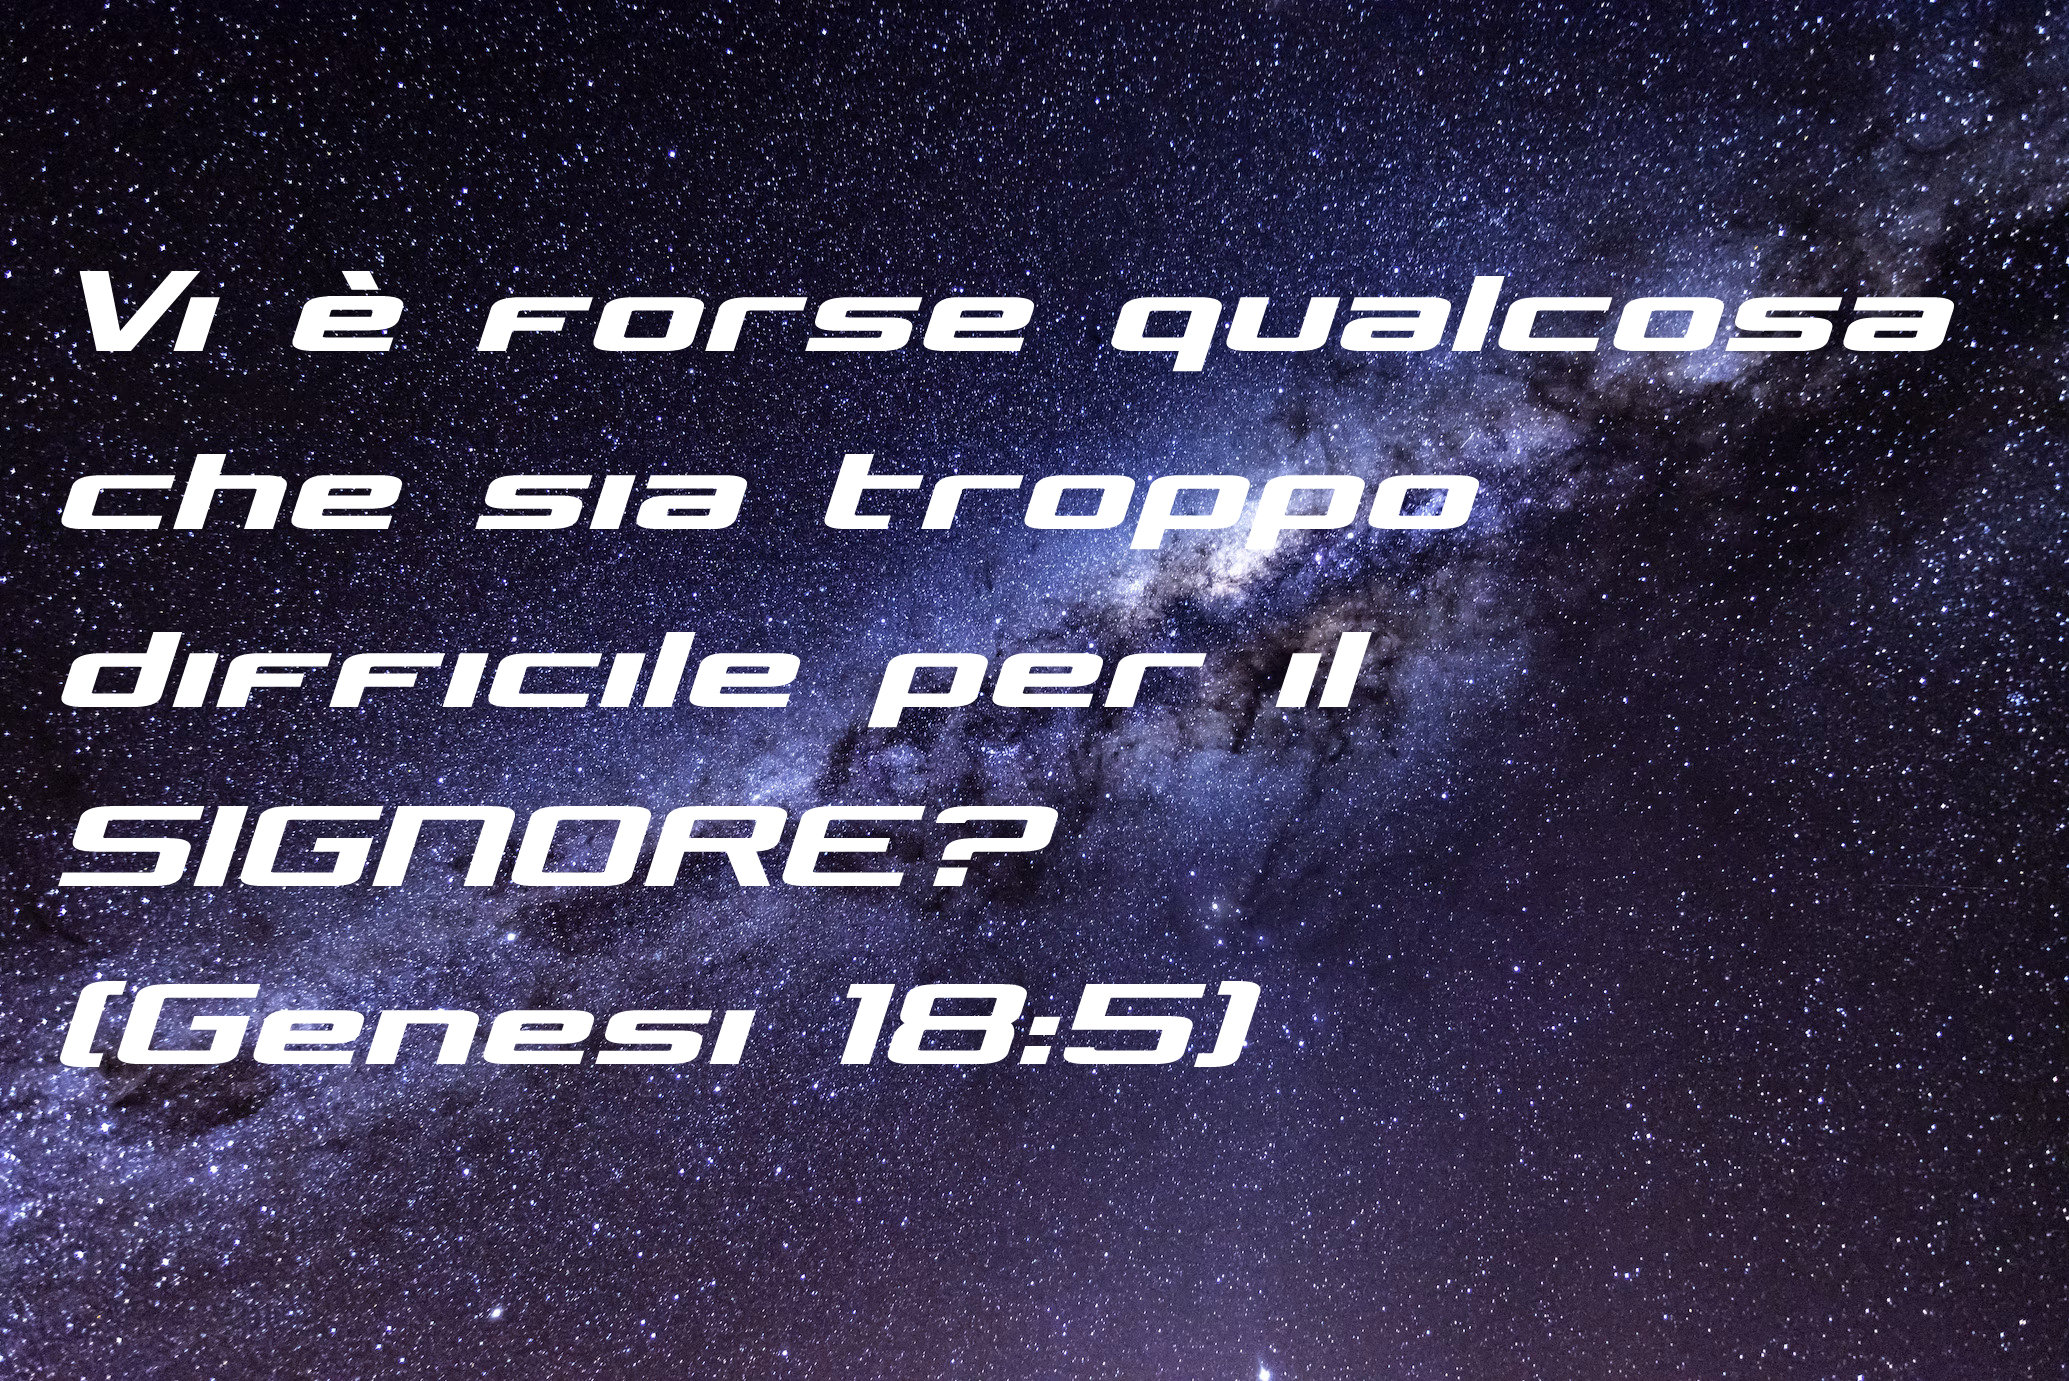 Vi è forse qualcosa
che sia troppo
difficile per il
SIGNORE?
(Genesi 18:5)